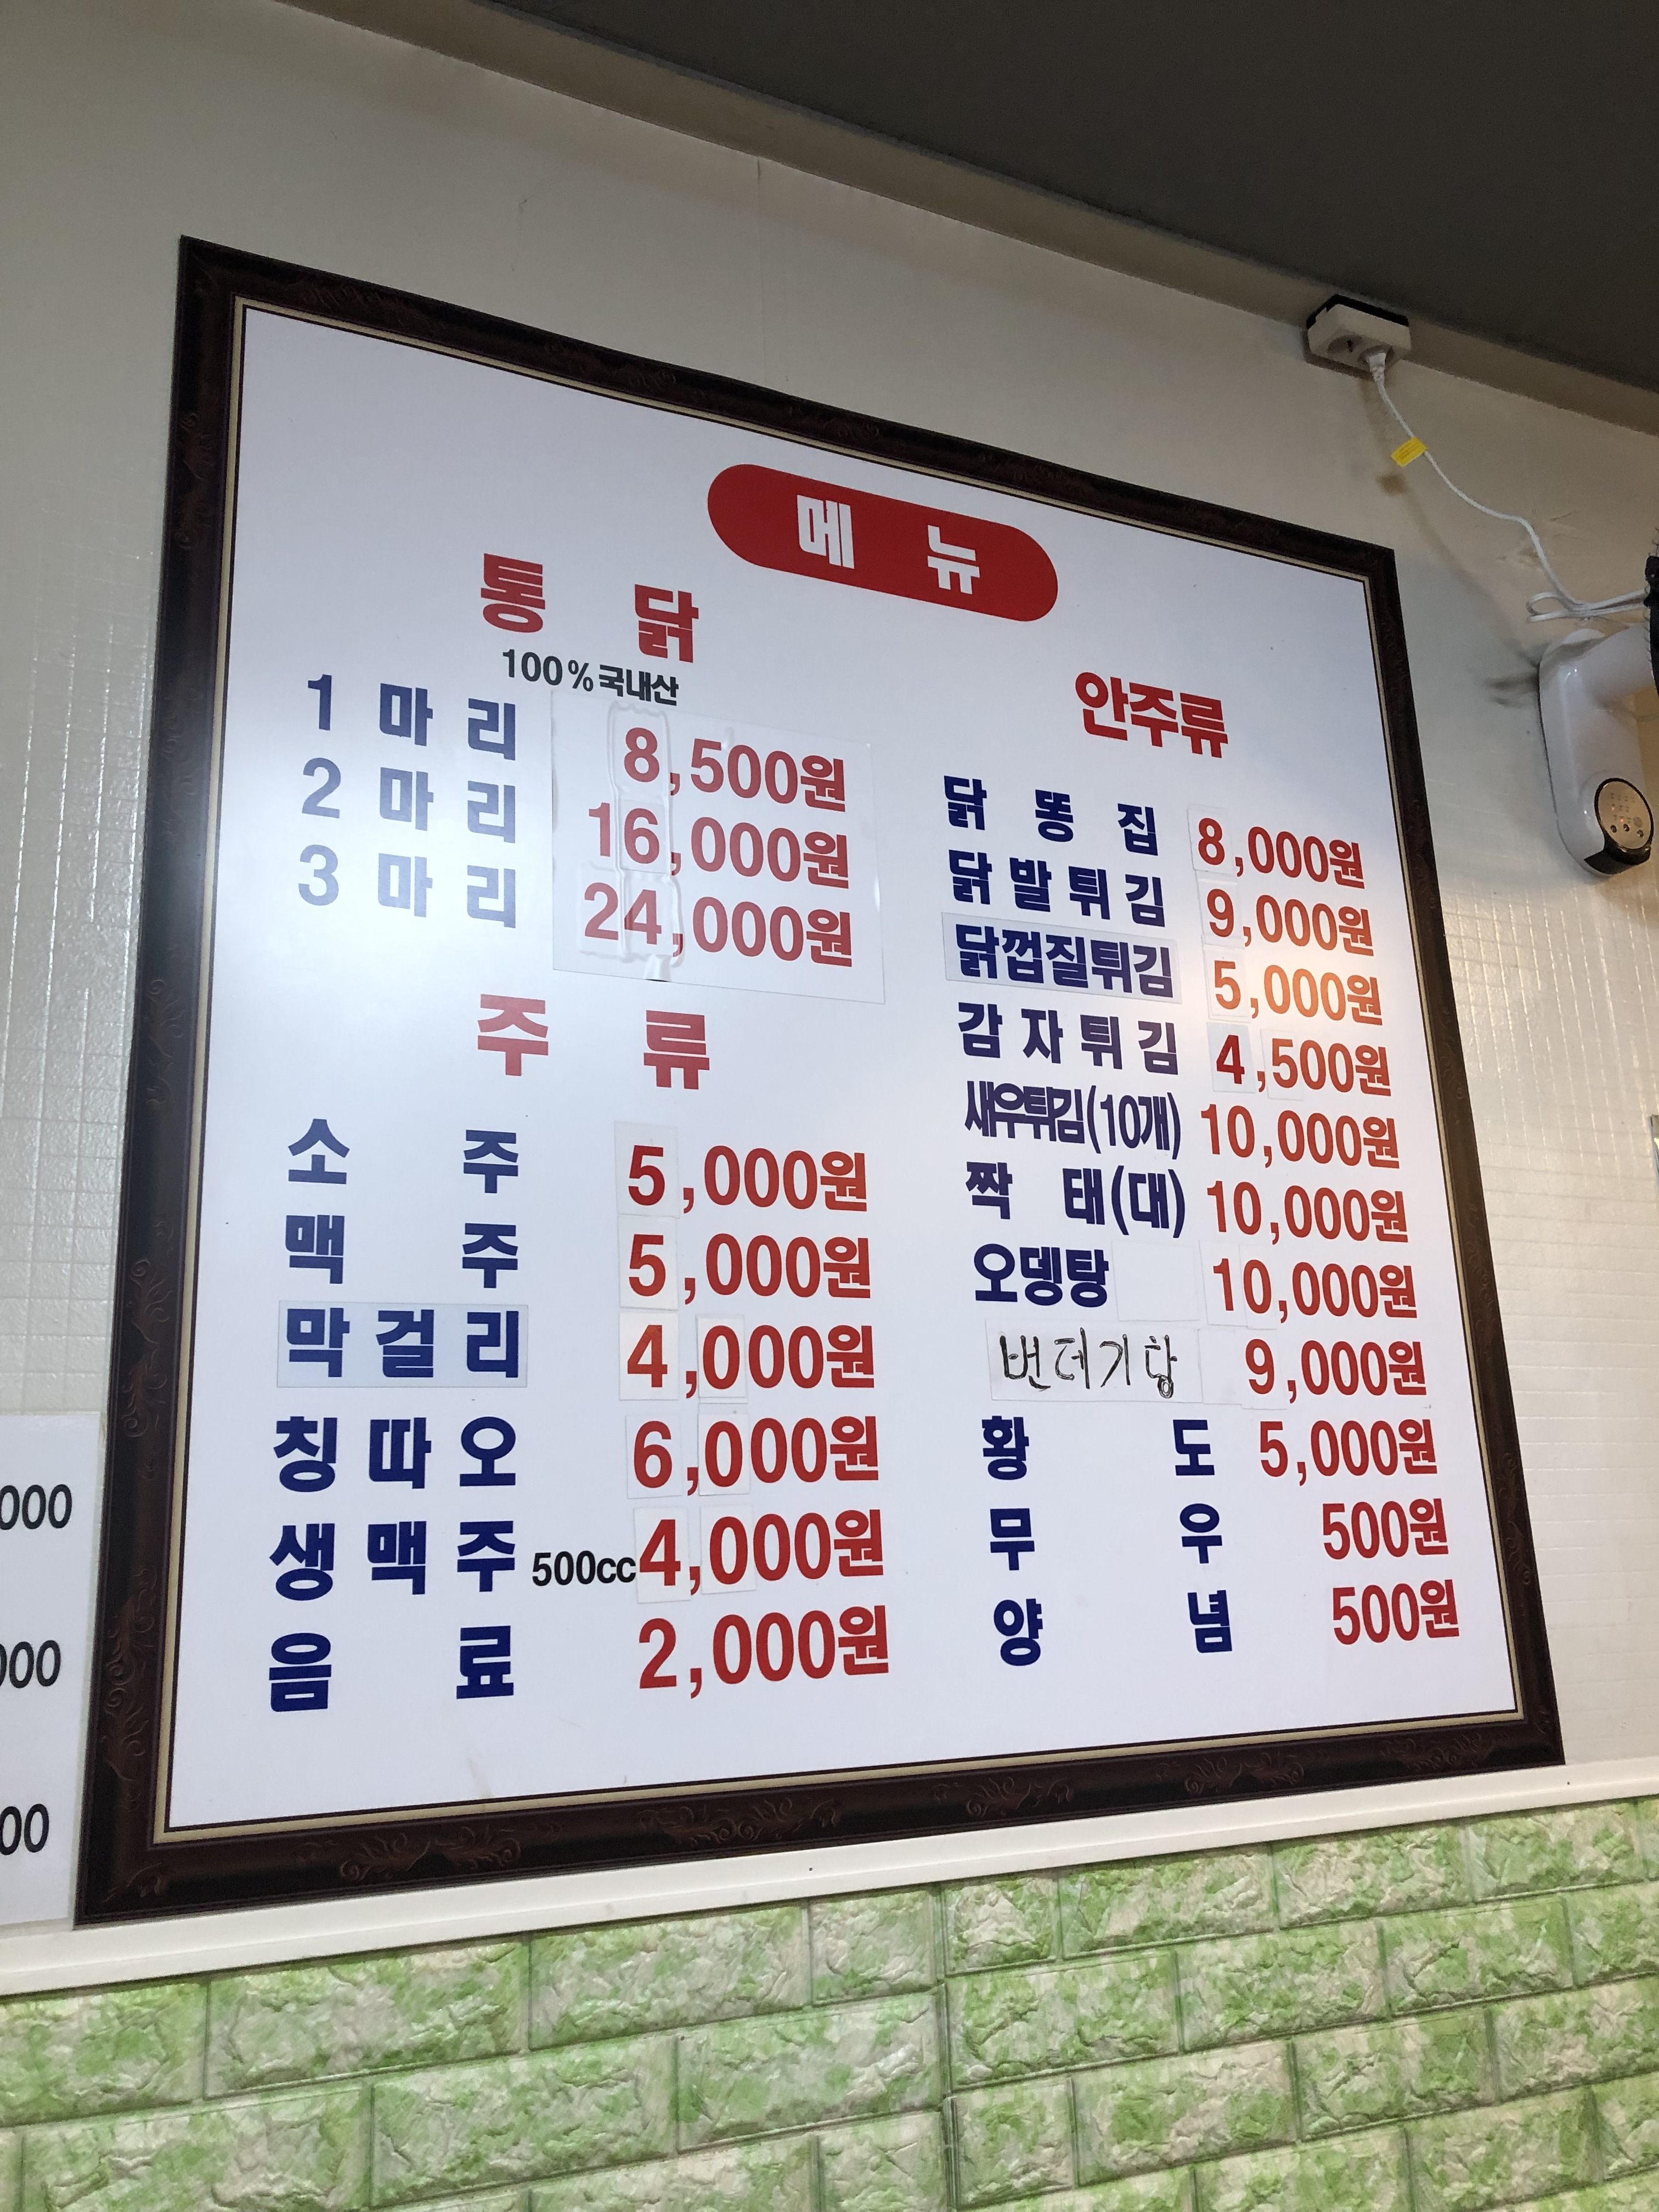 메뉴
통닭
100%국내산
1마리 8,500원
2마리 16,000원
3마리 24,000원
주류
소주 5,000원
맥주 5,000원
막걸리 4,000원
칭따오 6,000원
생맥주 500cc 4,000원
음료 2,000원
안주류
닭똥집 8,000원
닭발튀김 9,000원
닭껍질튀김 5,000원
감자튀김 4,500원
새우튀김(10개) 10,000원
짝태(대) 10,000원
오뎅탕 10,000원
번데기탕 9,000원
황도 5,000원
무우 500원
양념 500원
000
000
00